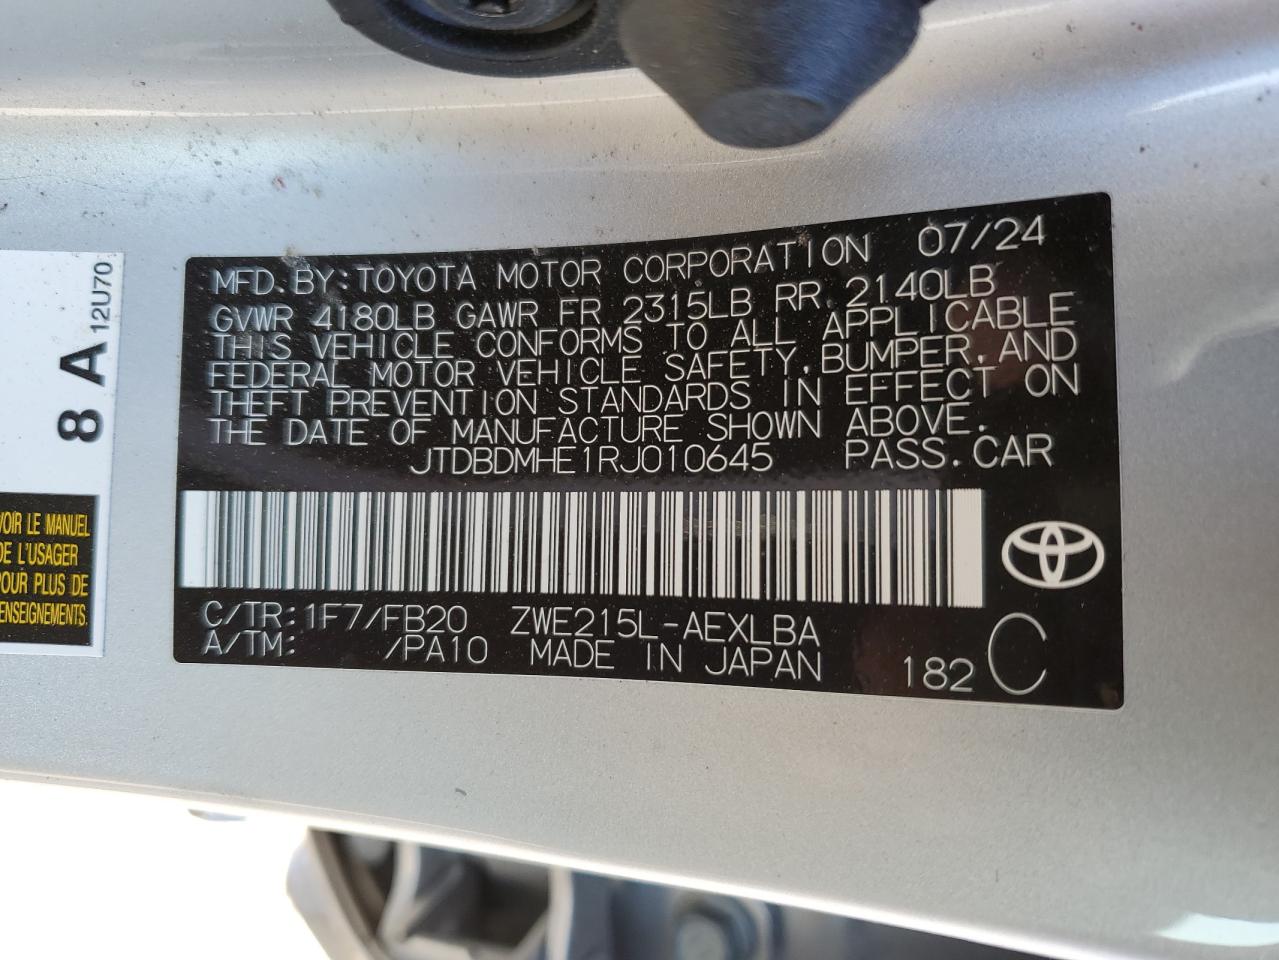 MFD.BY:TOYOTA MOTOR CORPORATION 07/24
GVWR 4180LB GAWR FR 2315LB RR 2140LB
THIS VEHICLE CONFORMS TO ALL APPLICABLE
FEDERAL MOTOR VEHICLE SAFETY,BUMPER,AND
THEFT PREVENTION STANDARDS IN EFFECT ON
THE DATE OF MANUFACTURE SHOWN ABOVE.
JTDBDMHE1RJ010645 PASS.CAR
C/TR:1F7/FB20 ZWE215L-AEXLBA
A/TM: /PA10 MADE IN JAPAN
182 C
8 A 12U70
VOIR LE MANUEL
DE L'USAGER
POUR PLUS DE
ENSEIGNEMENTS.